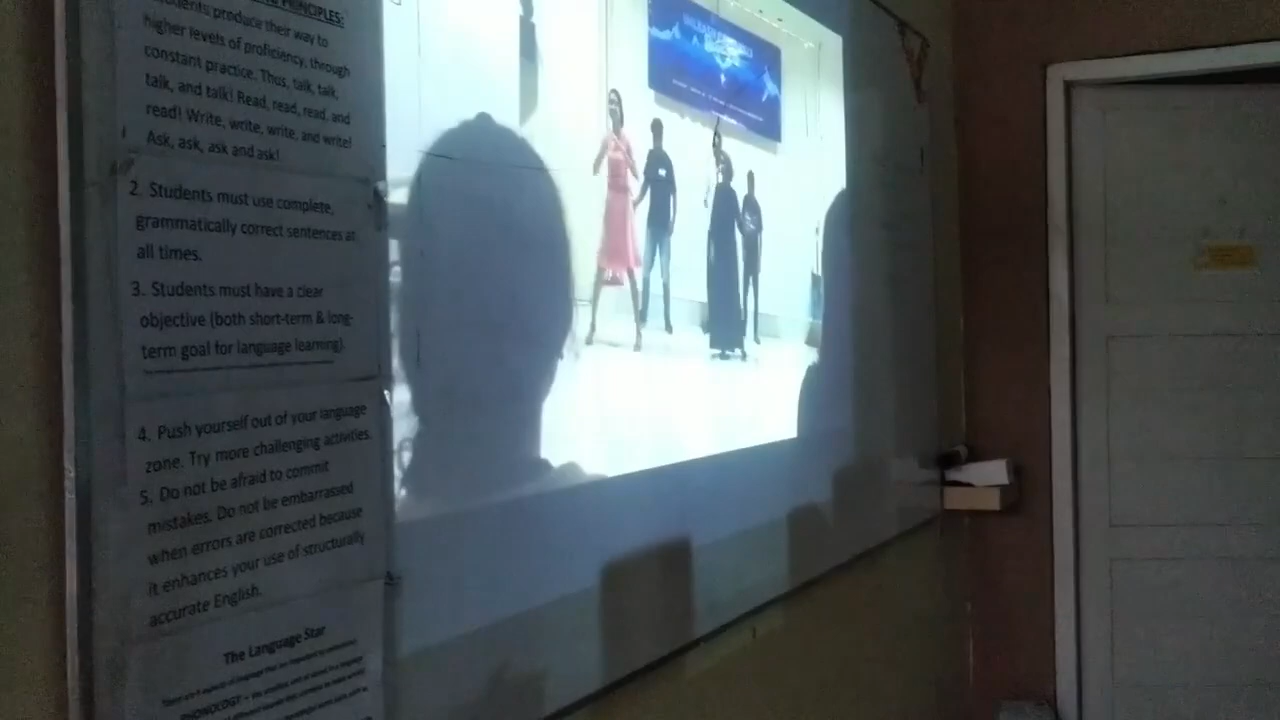 PRINCIPLES:
students produce their way to
higher levels of proficiency, through
constant practice. Thus, talk, talk,
talk, and talk! Read, read, read, and
read! Write, write, write, and write!
Ask, ask, ask and ask!
2. Students must use complete,
grammatically correct sentences at
all times.
3. Students must have a clear
objective (both short-term & long-
term goal for language learning)
4. Push yourself out of your language
zone. Try more challenging activities.
5. Do not be afraid to commit
mistakes. Do not be embarrassed
when errors are corrected because
it enhances your use of structurally
accurate English.
The Language Star
PHONOLOGY